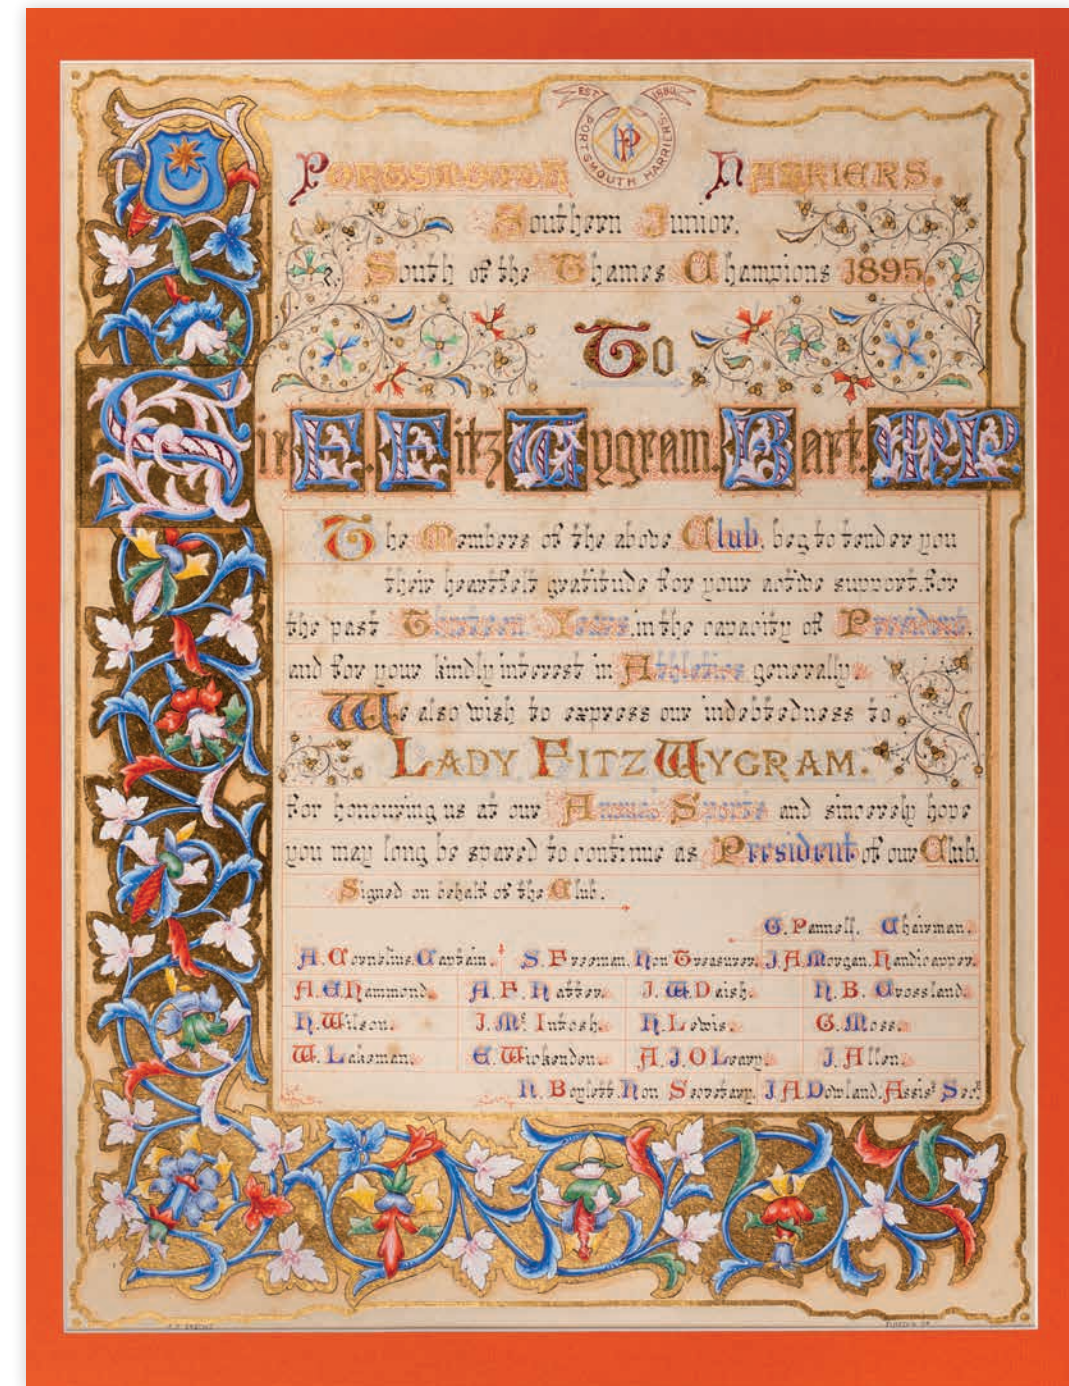 EST 1880.
PORTSMOUTH HARRIERS.
HP
PORTSMOUTH HARRIERS.
Southern Junior.
& South of the Thames Champions 1895.
To
Sir F. Fitz Wygram. Bart. M.P.
The Members of the above Club, beg to tender you
their heartfelt gratitude for your active support. for
the past Thirteen Years, in the capacity of President,
and for your kindly interest in Athletics generally
We also wish to express our indebtedness to
LADY FITZ WYGRAM.
for honouring us at our Annual Sports and sincerely hope
you may long be spared to continue as President of our Club.
Signed on behalf of the Club.
G. Pannell. Chairman.
A. Cornelius. Captain. S. Freeman. Hon Treasurer. J. A. Morgan. Handicapper.
A. E. Hammond. A. F. Hatter. J. W. Daish. H. B. Crossland.
H. Wilson. J. Mc. Intosh. H. Lewis. G. Moss.
W. Lakeman. E. Wickenden. A. J. O Leary. J. Allen.
H. Boylett. Hon Secretary. J. A. Dowland. Assist Sec.